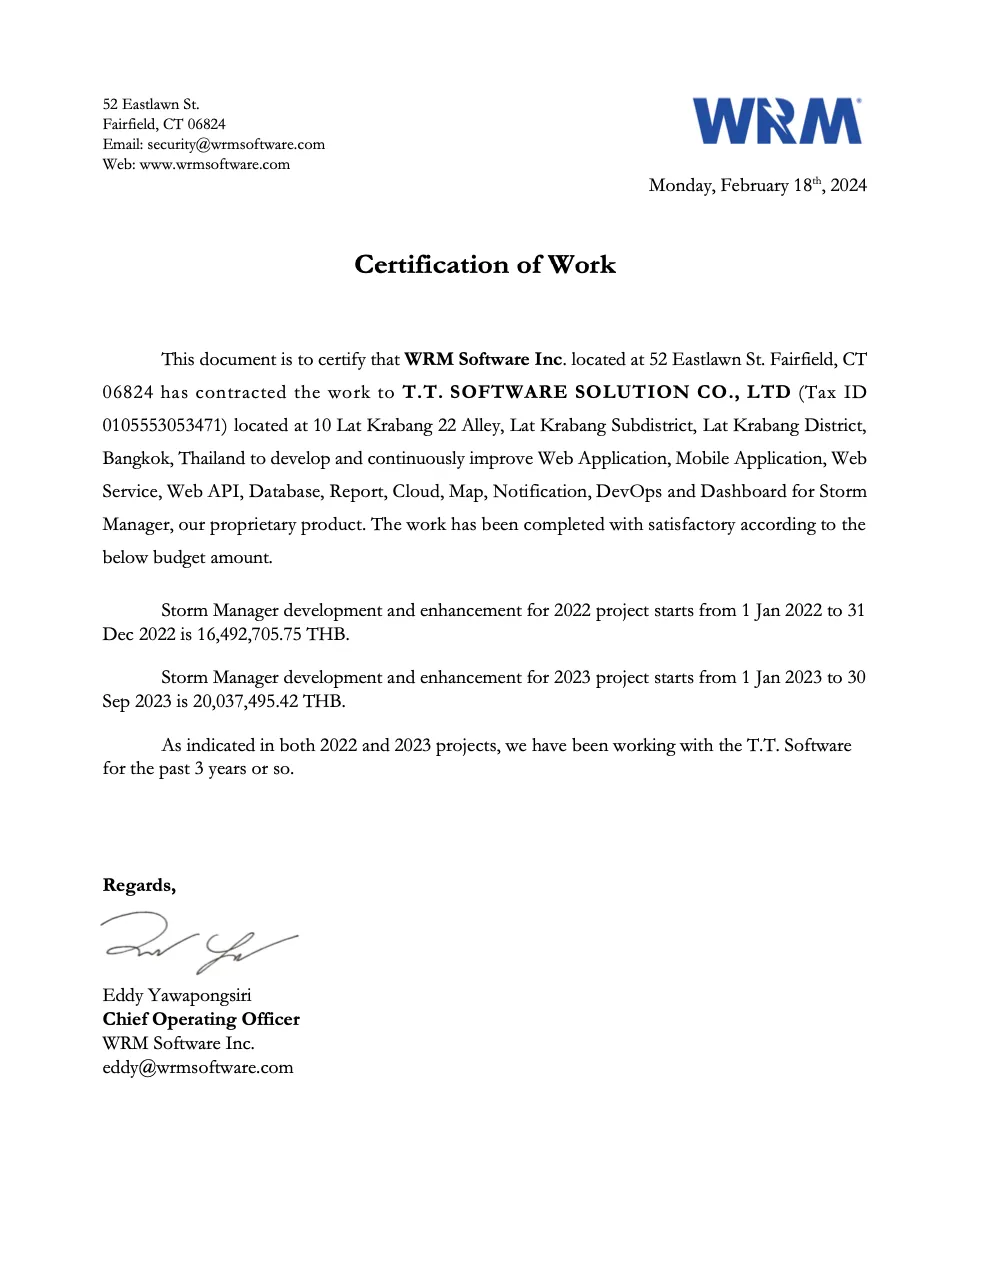 52 Eastlawn St.
Fairfield, CT 06824
Email: security@wrmsoftware.com
Web: www.wrmsoftware.com
WRM®
Monday, February 18th, 2024
Certification of Work
This document is to certify that WRM Software Inc. located at 52 Eastlawn St. Fairfield, CT
06824 has contracted the work to T.T. SOFTWARE SOLUTION CO., LTD (Tax ID
0105553053471) located at 10 Lat Krabang 22 Alley, Lat Krabang Subdistrict, Lat Krabang District,
Bangkok, Thailand to develop and continuously improve Web Application, Mobile Application, Web
Service, Web API, Database, Report, Cloud, Map, Notification, DevOps and Dashboard for Storm
Manager, our proprietary product. The work has been completed with satisfactory according to the
below budget amount.
Storm Manager development and enhancement for 2022 project starts from 1 Jan 2022 to 31
Dec 2022 is 16,492,705.75 THB.
Storm Manager development and enhancement for 2023 project starts from 1 Jan 2023 to 30
Sep 2023 is 20,037,495.42 THB.
As indicated in both 2022 and 2023 projects, we have been working with the T.T. Software
for the past 3 years or so.
Regards,
Eddy Yawapongsiri
Chief Operating Officer
WRM Software Inc.
eddy@wrmsoftware.com